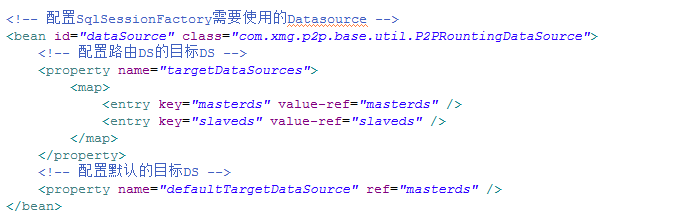 <!-- 配置SqlSessionFactory需要使用的Datasource -->
<bean id="dataSource" class="com.xmg.p2p.base.util.P2PRountingDataSource">
<!-- 配置路由DS的目标DS -->
<property name="targetDataSources">
<map>
<entry key="masterds" value-ref="masterds" />
<entry key="slaveds" value-ref="slaveds" />
</map>
</property>
<!-- 配置默认的目标DS -->
<property name="defaultTargetDataSource" ref="masterds" />
</bean>